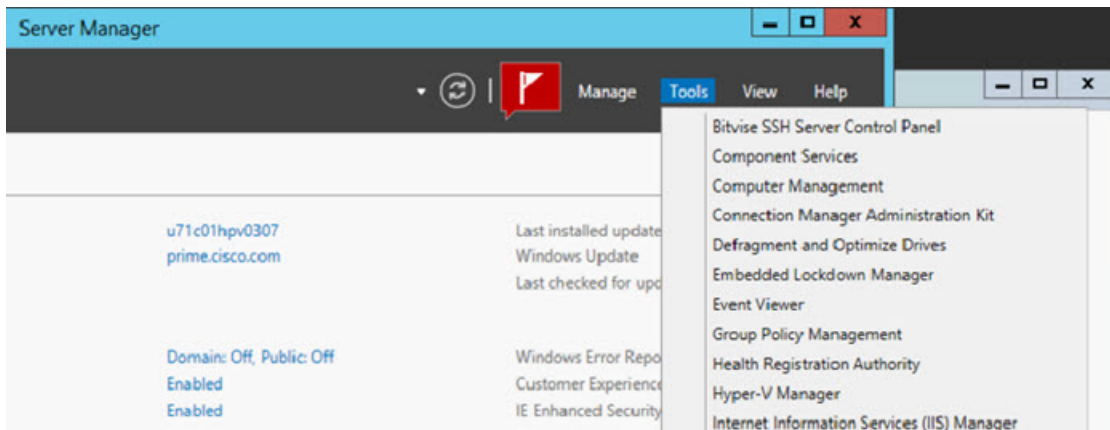 Server Manager
Manage Tools View Help
Bitvise SSH Server Control Panel
Component Services
Computer Management
Connection Manager Administration Kit
Defragment and Optimize Drives
Embedded Lockdown Manager
Event Viewer
Group Policy Management
Health Registration Authority
Hyper-V Manager
Internet Information Services (IIS) Manager
u71c01hpv0307
prime.cisco.com
Last installed update
Windows Update
Last checked for upd
Domain: Off, Public: Off
Enabled
Enabled
Windows Error Repo
Customer Experience
IE Enhanced Security